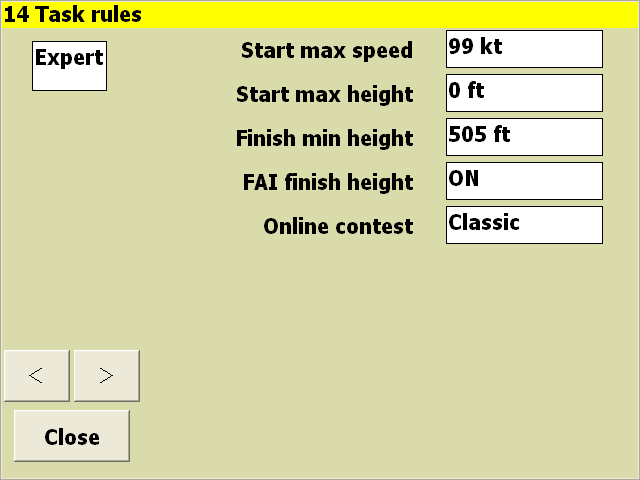 14 Task rules
Expert
Start max speed 99 kt
Start max height 0 ft
Finish min height 505 ft
FAI finish height ON
Online contest Classic
< >
Close